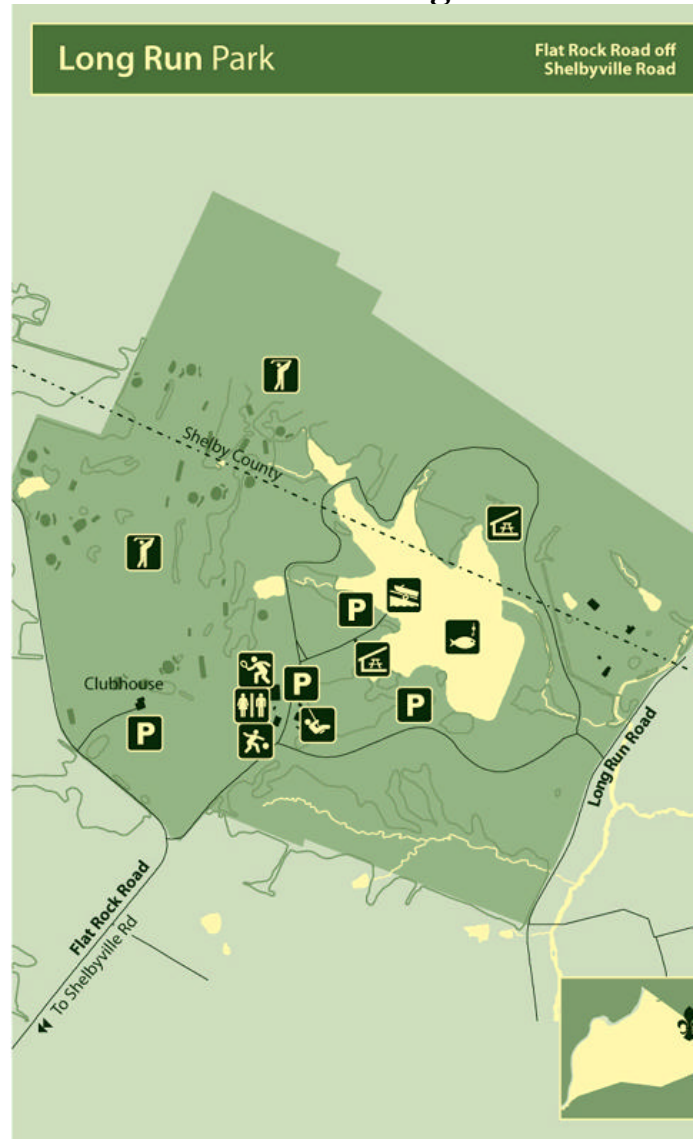 Long Run Park
Flat Rock Road off
Shelbyville Road
Shelby County
P
P
Clubhouse
P
P
Long Run Road
Flat Rock Road
To Shelbyville Rd